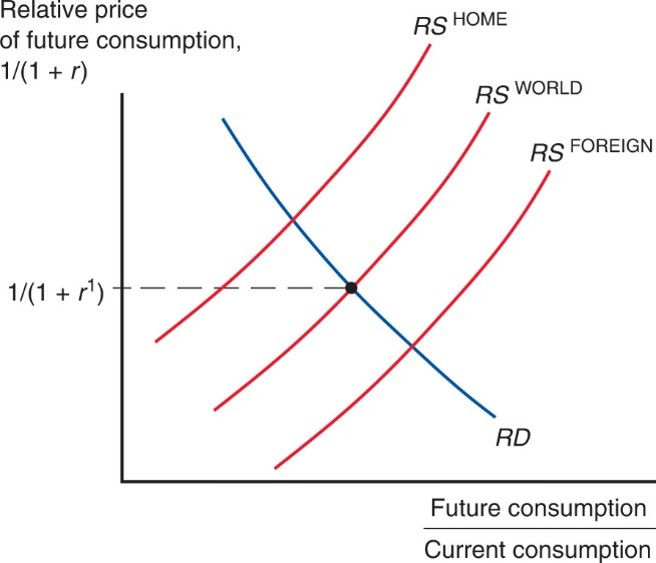 Relative price
of future consumption,
1/(1 + r)
RS HOME
RS WORLD
RS FOREIGN
1/(1 + r¹)
RD
Future consumption
Current consumption